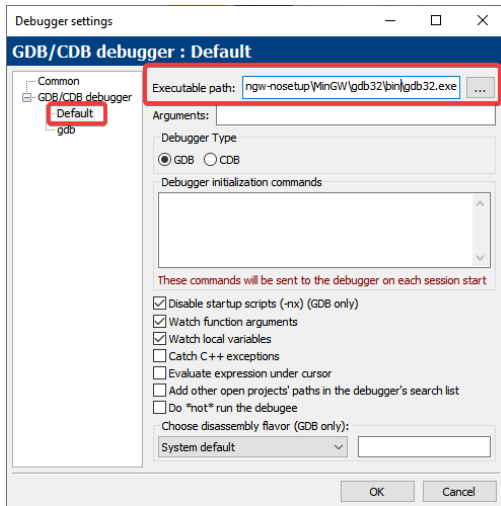 Debugger settings
GDB/CDB debugger : Default
Common
GDB/CDB debugger
Default
gdb
Executable path: ngw-nosetup\MinGW\gdb32\bin\gdb32.exe ...
Arguments:
Debugger Type
GDB CDB
Debugger initialization commands
These commands will be sent to the debugger on each session start
Disable startup scripts (-nx) (GDB only)
Watch function arguments
Watch local variables
Catch C++ exceptions
Evaluate expression under cursor
Add other open projects' paths in the debugger's search list
Do *not* run the debugee
Choose disassembly flavor (GDB only):
System default
OK Cancel